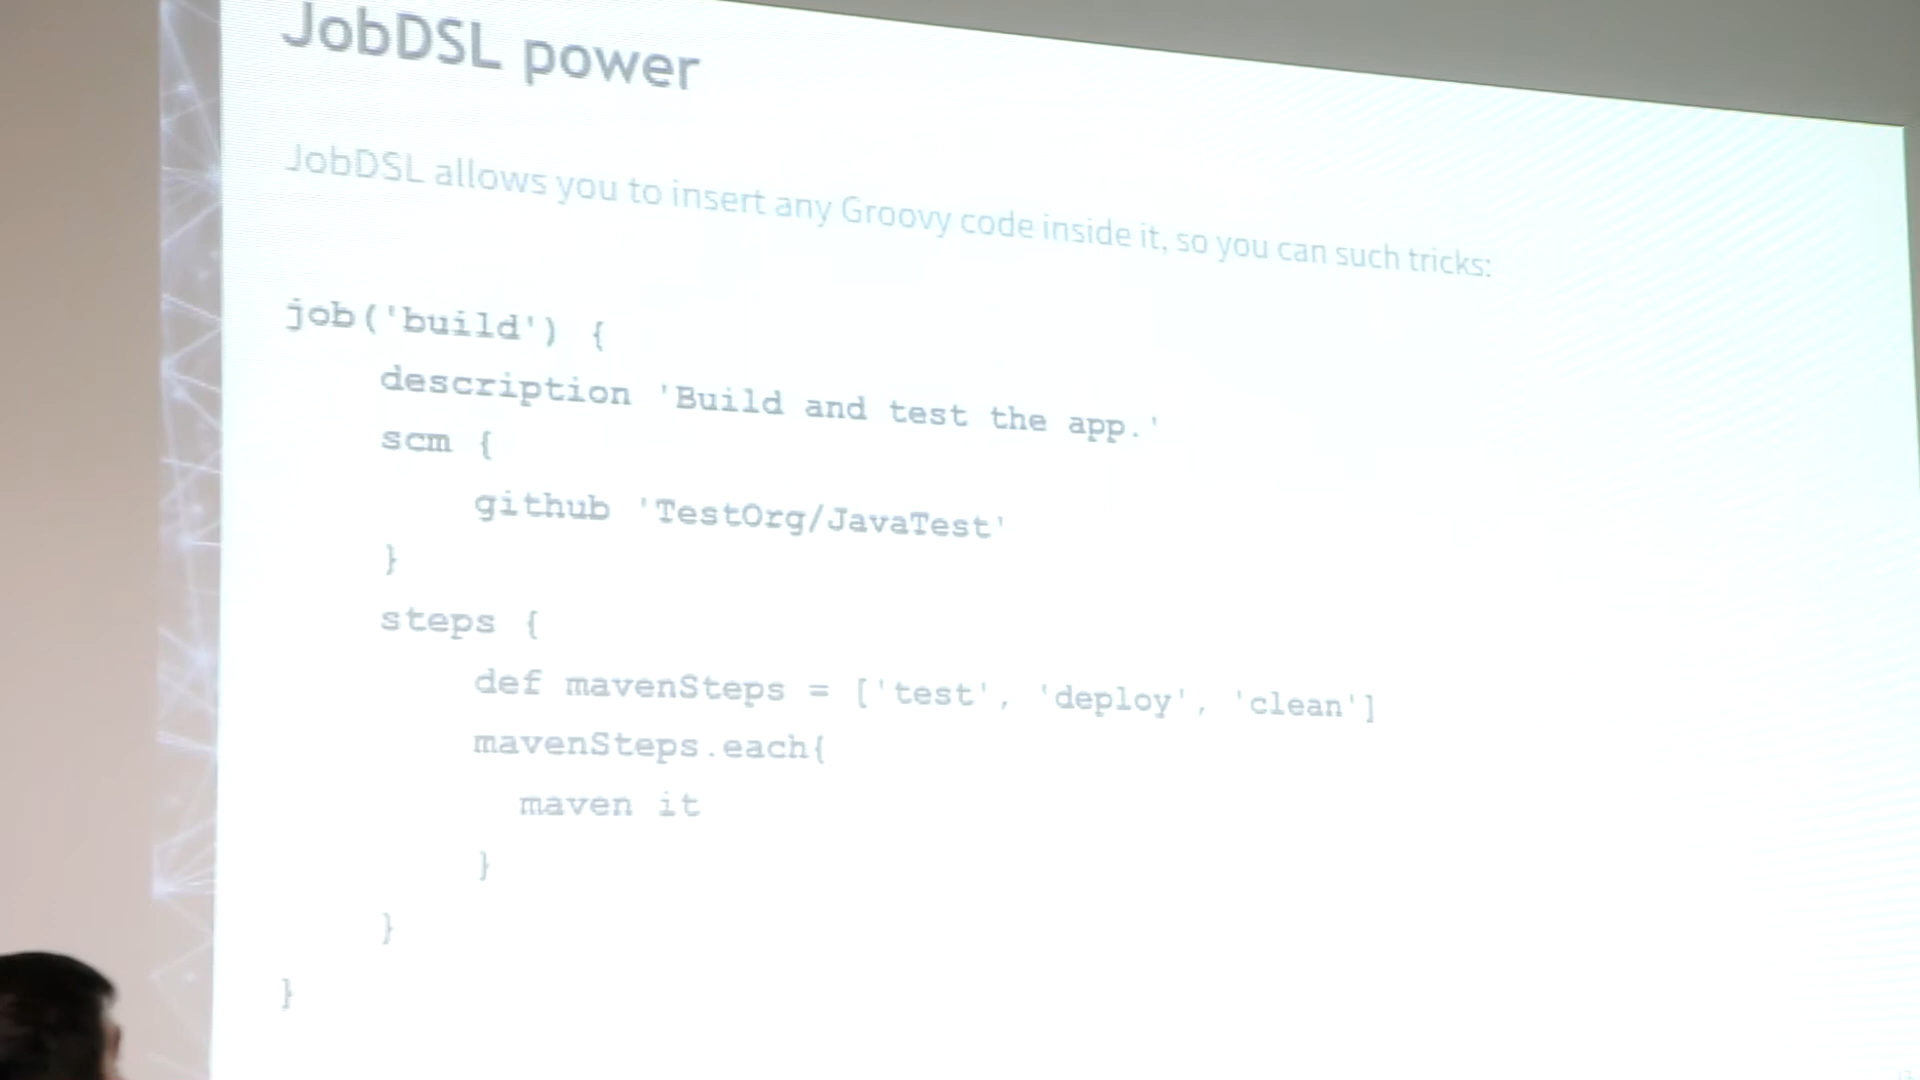 JobDSL power
JobDSL allows you to insert any Groovy code inside it, so you can such tricks:
job('build') {
description 'Build and test the app.'
scm {
github 'TestOrg/JavaTest'
}
steps {
def mavenSteps = ['test', 'deploy', 'clean']
mavenSteps.each{
maven it
}
}
}